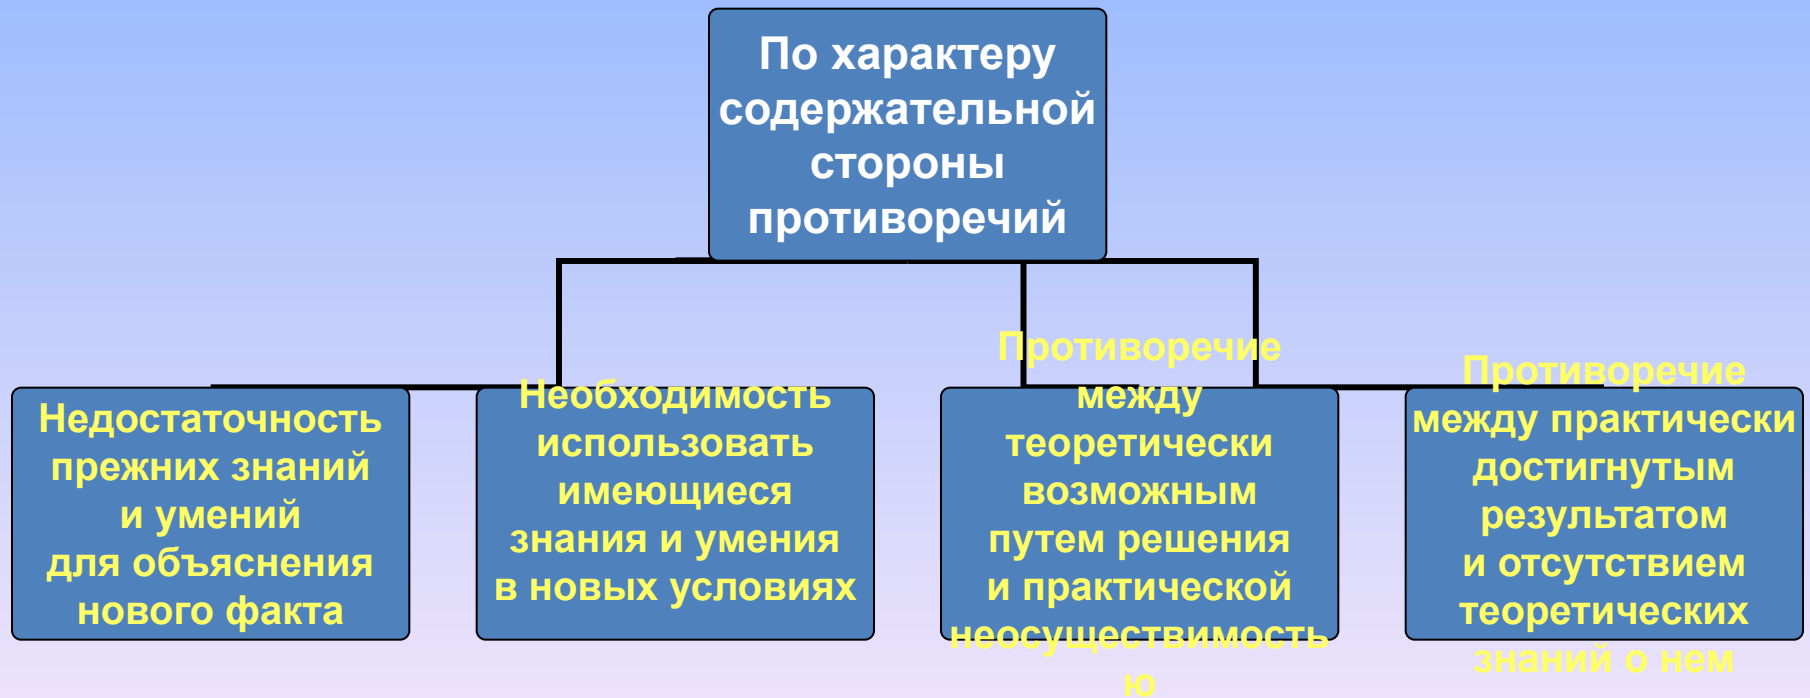 По характеру
содержательной
стороны
противоречий
Недостаточность
прежних знаний
и умений
для объяснения
нового факта
Необходимость
использовать
имеющиеся
знания и умения
в новых условиях
Противоречие
между
теоретически
возможным
путем решения
и практической
неосуществимость
ю
Противоречие
между практически
достигнутым
результатом
и отсутствием
теоретических
знаний о нем